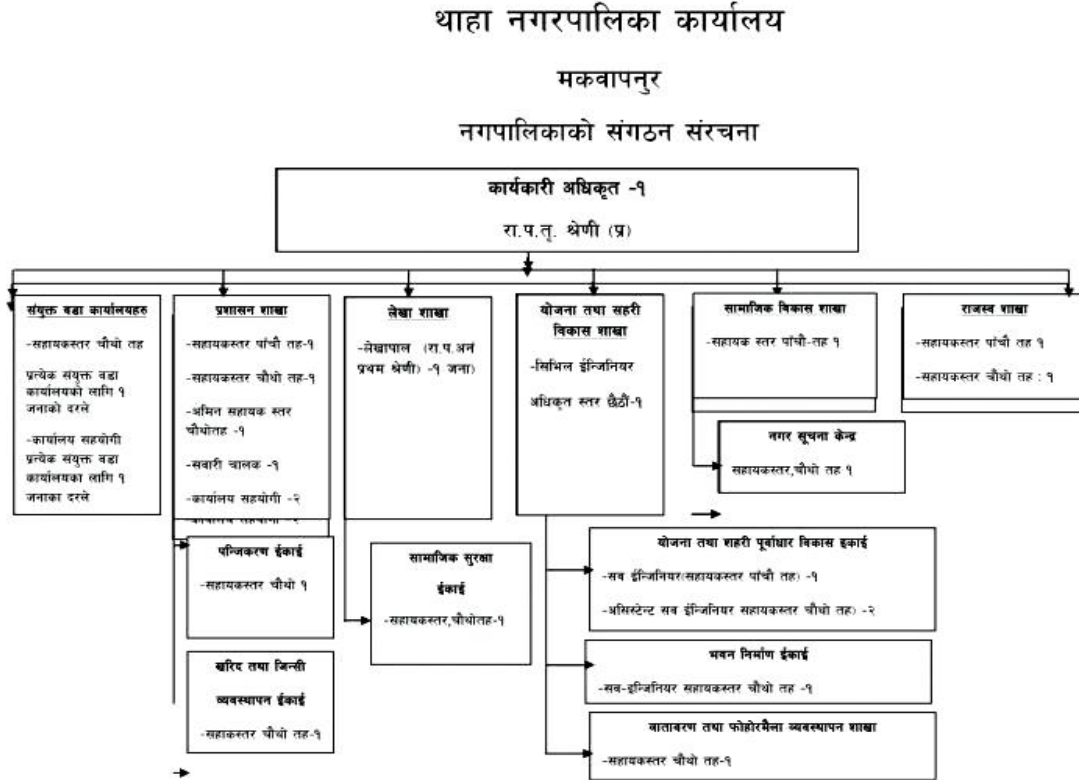 थाहा नगरपालिका कार्यालय
मकवापनुर
नगपालिकाको संगठन संरचना
कार्यकारी अधिकृत -१
रा.प.तृ. श्रेणी (प्र)
संयुक्त वडा कार्यालयहरु
-सहायकस्तर चौथो तह
प्रत्येक संयुक्त वडा
कार्यालयको लागि १
जनाको दरले
-कार्यालय सहयोगी
प्रत्येक संयुक्त वडा
कार्यालयका लागि १
जनाका दरले
प्रशासन शाखा
-सहायकस्तर पांचौ तह-१
-सहायकस्तर चौथो तह-१
-अमिन सहायक स्तर
चौथोतह -१
-सवारी चालक -१
-कार्यालय सहयोगी -२
-कार्यालय सहयोगी -२
पन्जिकरण ईकाई
-सहायकस्तर चौथो १
खरिद तथा जिन्सी
व्यवस्थापन ईकाई
-सहाकस्तर चौथो तह-१
लेखा शाखा
-लेखापाल (रा.प.अनं
प्रथम श्रेणी) -१ जना)
सामाजिक सुरक्षा
ईकाई
-सहायकस्तर,चौथोतह-१
योजना तथा सहरी
विकास शाखा
-सिभिल ईन्जिनियर
अधिकृत स्तर छैठौं-१
सामाजिक विकास शाखा
-सहायक स्तर पांचौ-तह १
नगर सूचना केन्द्र
सहायकस्तर,चौथो तह १
राजस्व शाखा
-सहायकस्तर पांचौ तह १
-सहायकस्तर चौथो तह : १
योजना तथा शहरी पूर्वाधार विकास इकाई
-सव ईन्जिनियर(सहायकस्तर पांचौ तह) -१
-असिस्टेन्ट सव इन्जिनियर सहायकस्तर चौथो तह) -२
भवन निर्माण ईकाई
-सव-इन्जिनियर सहायकस्तर चौथो तह -१
वातावरण तथा फोहोरमैला व्यवस्थापन शाखा
-सहायकस्तर चौथो तह-१